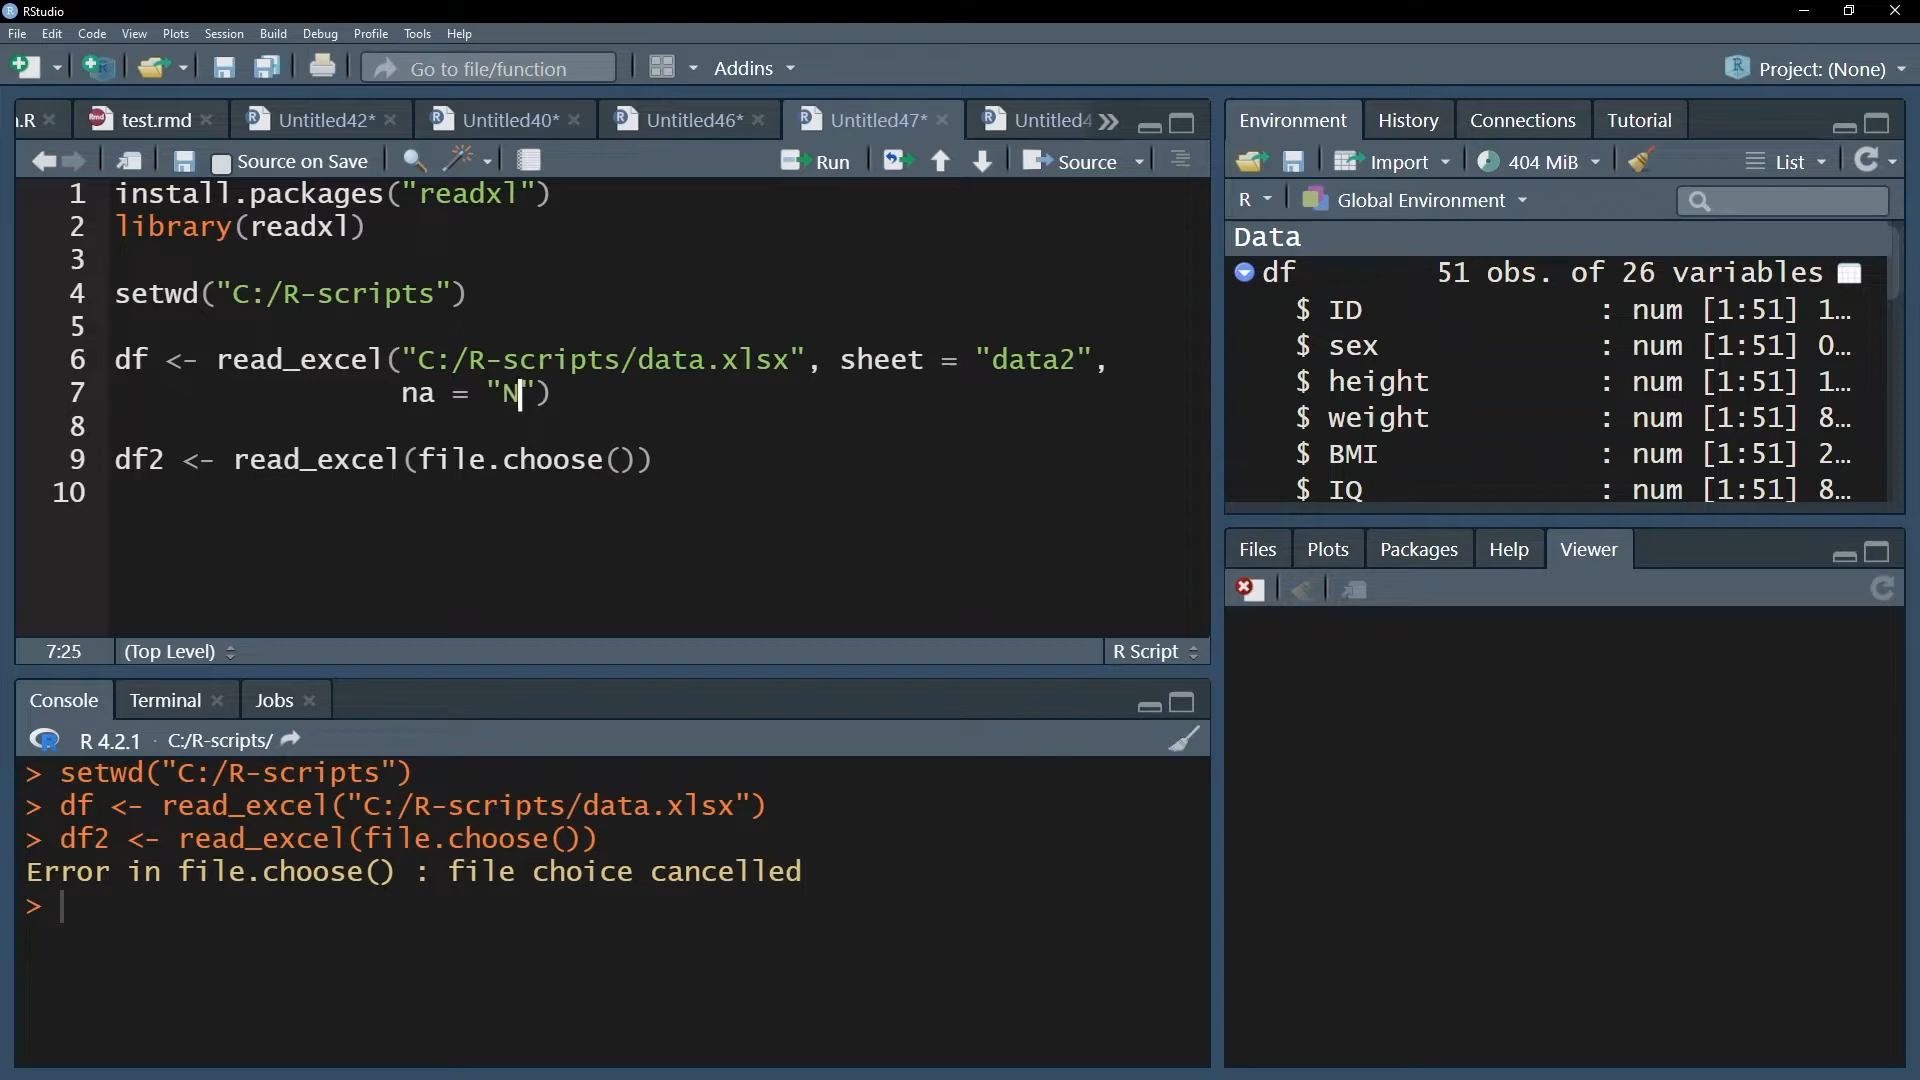 RStudio
File Edit Code View Plots Session Build Debug Profile Tools Help
Go to file/function Addins Project: (None)
n.R test.rmd Untitled42* Untitled40* Untitled46* Untitled47* Untitled4
Source on Save Run Source
1 install.packages("readxl")
2 library(readxl)
3
4 setwd("C:/R-scripts")
5
6 df <- read_excel("C:/R-scripts/data.xlsx", sheet = "data2",
7 na = "N")
8
9 df2 <- read_excel(file.choose())
10
7:25 (Top Level) R Script
Console Terminal Jobs
R 4.2.1 · C:/R-scripts/
> setwd("C:/R-scripts")
> df <- read_excel("C:/R-scripts/data.xlsx")
> df2 <- read_excel(file.choose())
Error in file.choose() : file choice cancelled
>
Environment History Connections Tutorial
Import 404 MiB List
R Global Environment
Data
df 51 obs. of 26 variables
$ ID : num [1:51] 1…
$ sex : num [1:51] 0…
$ height : num [1:51] 1…
$ weight : num [1:51] 8…
$ BMI : num [1:51] 2…
$ IQ : num [1:51] 8…
Files Plots Packages Help Viewer